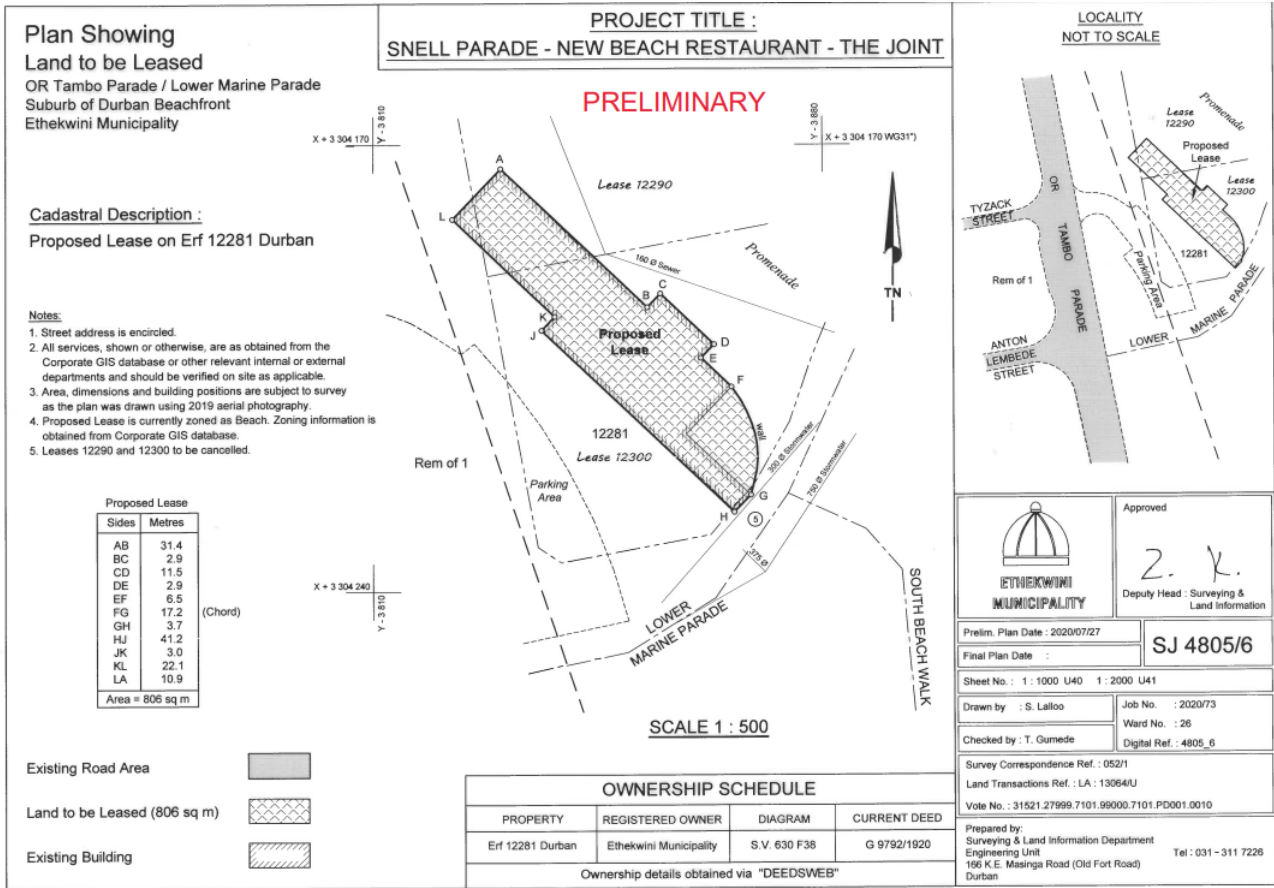 Plan Showing
Land to be Leased
OR Tambo Parade / Lower Marine Parade
Suburb of Durban Beachfront
Ethekwini Municipality
PROJECT TITLE :
SNELL PARADE - NEW BEACH RESTAURANT - THE JOINT
PRELIMINARY
Cadastral Description :
Proposed Lease on Erf 12281 Durban
Notes:
1. Street address is encircled.
2. All services, shown or otherwise, are as obtained from the
Corporate GIS database or other relevant internal or external
departments and should be verified on site as applicable.
3. Area, dimensions and building positions are subject to survey
as the plan was drawn using 2019 aerial photography.
4. Proposed Lease is currently zoned as Beach. Zoning information is
obtained from Corporate GIS database.
5. Leases 12290 and 12300 to be cancelled.
Proposed Lease
Sides Metres
AB 31.4
BC 2.9
CD 11.5
DE 2.9
EF 6.5
FG 17.2 (Chord)
GH 3.7
HJ 41.2
JK 3.0
KL 22.1
LA 10.9
Area = 806 sq m
Existing Road Area
Land to be Leased (806 sq m)
Existing Building
X + 3 304 170
Y - 3 810
Y - 3 880
X + 3 304 170 WG31°)
A
L
Lease 12290
160 Ø Sewer
Promenade
TN
B
C
K
J
Proposed
Lease
D
E
F
wall
12281
Lease 12300
Rem of 1
Parking
Area
300 Ø Stormwater
750 Ø Stormwater
G
H
5
375 Ø
X + 3 304 240
Y - 3 810
LOWER
MARINE PARADE
SOUTH BEACH WALK
SCALE 1 : 500
OWNERSHIP SCHEDULE
PROPERTY REGISTERED OWNER DIAGRAM CURRENT DEED
Erf 12281 Durban Ethekwini Municipality S.V. 630 F38 G 9792/1920
Ownership details obtained via "DEEDSWEB"
LOCALITY
NOT TO SCALE
Lease
12290
Promenade
Proposed
Lease
Lease
12300
OR
TAMBO
PARADE
TYZACK
STREET
12281
Rem of 1
Parking
Area
ANTON
LEMBEDE
STREET
LOWER
MARINE PARADE
ETHEKWINI
MUNICIPALITY
Approved
Z. K.
Deputy Head : Surveying &
Land Information
Prelim. Plan Date : 2020/07/27
Final Plan Date :
SJ 4805/6
Sheet No. : 1 : 1000 U40 1 : 2000 U41
Drawn by : S. Lalloo
Checked by : T. Gumede
Job No. : 2020/73
Ward No. : 26
Digital Ref. : 4805_6
Survey Correspondence Ref. : 052/1
Land Transactions Ref. : LA : 13064/U
Vote No. : 31521.27999.7101.99000.7101.PD001.0010
Prepared by:
Surveying & Land Information Department
Engineering Unit
166 K.E. Masinga Road (Old Fort Road)
Durban
Tel : 031 - 311 7226